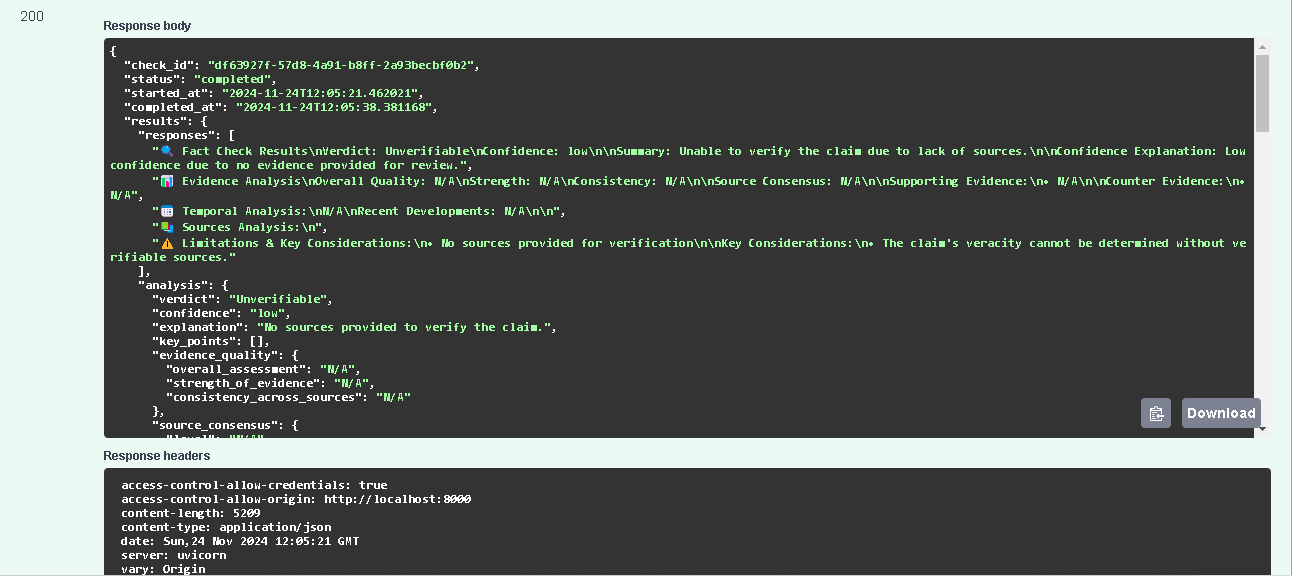 200
Response body
{
"check_id": "df63927f-57d8-4a91-b8ff-2a93becbf0b2",
"status": "completed",
"started_at": "2024-11-24T12:05:21.462021",
"completed_at": "2024-11-24T12:05:38.381168",
"results": {
"responses": [
"🔍 Fact Check Results\nVerdict: Unverifiable\nConfidence: low\n\nSummary: Unable to verify the claim due to lack of sources.\n\nConfidence Explanation: Low
confidence due to no evidence provided for review.",
"📊 Evidence Analysis\nOverall Quality: N/A\nStrength: N/A\nConsistency: N/A\n\nSource Consensus: N/A\n\nSupporting Evidence:\n• N/A\n\nCounter Evidence:\n•
N/A",
"📅 Temporal Analysis:\nN/A\nRecent Developments: N/A\n\n",
"📚 Sources Analysis:\n",
"⚠️ Limitations & Key Considerations:\n• No sources provided for verification\n\nKey Considerations:\n• The claim's veracity cannot be determined without ve
rifiable sources."
],
"analysis": {
"verdict": "Unverifiable",
"confidence": "low",
"explanation": "No sources provided to verify the claim.",
"key_points": [],
"evidence_quality": {
"overall_assessment": "N/A",
"strength_of_evidence": "N/A",
"consistency_across_sources": "N/A"
},
"source_consensus": {
Download
Response headers
access-control-allow-credentials: true
access-control-allow-origin: http://localhost:8000
content-length: 5209
content-type: application/json
date: Sun,24 Nov 2024 12:05:21 GMT
server: uvicorn
vary: Origin